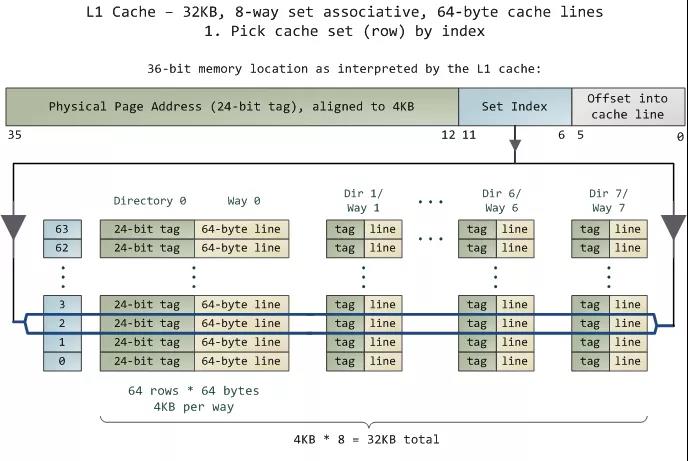 L1 Cache – 32KB, 8-way set associative, 64-byte cache lines
1. Pick cache set (row) by index
36-bit memory location as interpreted by the L1 cache:
Physical Page Address (24-bit tag), aligned to 4KB
Set Index
Offset into
cache line
35
12
11
6
5
0
Directory 0
Way 0
Dir 1/
Way 1
...
Dir 6/
Way 6
Dir 7/
Way 7
63 24-bit tag 64-byte line tag line ... tag line tag line
62 24-bit tag 64-byte line tag line tag line tag line
3 24-bit tag 64-byte line tag line tag line tag line
2 24-bit tag 64-byte line tag line tag line tag line
1 24-bit tag 64-byte line tag line tag line tag line
0 24-bit tag 64-byte line tag line tag line tag line
64 rows * 64 bytes
4KB per way
4KB * 8 = 32KB total